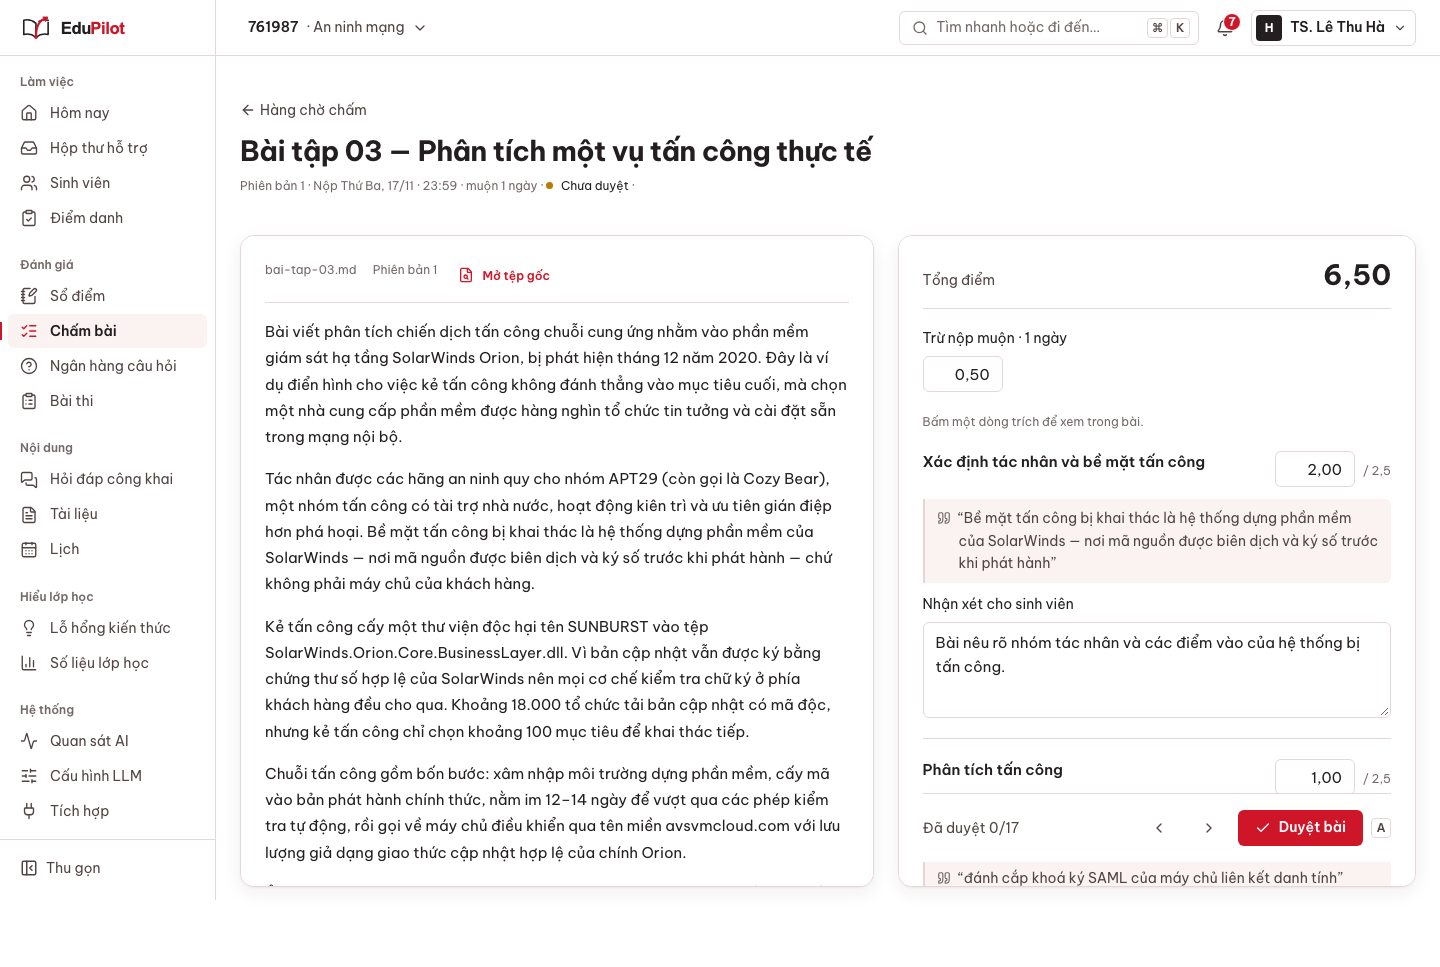 EduPilot
761987 · An ninh mạng
Tìm nhanh hoặc đi đến...
⌘ K
7
H
TS. Lê Thu Hà
Làm việc
Hôm nay
Hộp thư hỗ trợ
Sinh viên
Điểm danh
Đánh giá
Sổ điểm
Chấm bài
Ngân hàng câu hỏi
Bài thi
Nội dung
Hỏi đáp công khai
Tài liệu
Lịch
Hiểu lớp học
Lỗ hổng kiến thức
Số liệu lớp học
Hệ thống
Quan sát AI
Cấu hình LLM
Tích hợp
Thu gọn
Hàng chờ chấm
Bài tập 03 — Phân tích một vụ tấn công thực tế
Phiên bản 1 · Nộp Thứ Ba, 17/11 · 23:59 · muộn 1 ngày · Chưa duyệt ·
bai-tap-03.md Phiên bản 1 Mở tệp gốc
Bài viết phân tích chiến dịch tấn công chuỗi cung ứng nhằm vào phần mềm
giám sát hạ tầng SolarWinds Orion, bị phát hiện tháng 12 năm 2020. Đây là ví
dụ điển hình cho việc kẻ tấn công không đánh thẳng vào mục tiêu cuối, mà chọn
một nhà cung cấp phần mềm được hàng nghìn tổ chức tin tưởng và cài đặt sẵn
trong mạng nội bộ.
Tác nhân được các hãng an ninh quy cho nhóm APT29 (còn gọi là Cozy Bear),
một nhóm tấn công có tài trợ nhà nước, hoạt động kiên trì và ưu tiên gián điệp
hơn phá hoại. Bề mặt tấn công bị khai thác là hệ thống dựng phần mềm của
SolarWinds — nơi mã nguồn được biên dịch và ký số trước khi phát hành — chứ
không phải máy chủ của khách hàng.
Kẻ tấn công cấy một thư viện độc hại tên SUNBURST vào tệp
SolarWinds.Orion.Core.BusinessLayer.dll. Vì bản cập nhật vẫn được ký bằng
chứng thư số hợp lệ của SolarWinds nên mọi cơ chế kiểm tra chữ ký ở phía
khách hàng đều cho qua. Khoảng 18.000 tổ chức tải bản cập nhật có mã độc,
nhưng kẻ tấn công chỉ chọn khoảng 100 mục tiêu để khai thác tiếp.
Chuỗi tấn công gồm bốn bước: xâm nhập môi trường dựng phần mềm, cấy mã
vào bản phát hành chính thức, nằm im 12–14 ngày để vượt qua các phép kiểm
tra tự động, rồi gọi về máy chủ điều khiển qua tên miền avsvmcloud.com với lưu
lượng giả dạng giao thức cập nhật hợp lệ của chính Orion.
Tổng điểm 6,50
Trừ nộp muộn · 1 ngày
0,50
Bấm một dòng trích để xem trong bài.
Xác định tác nhân và bề mặt tấn công 2,00 / 2,5
“Bề mặt tấn công bị khai thác là hệ thống dựng phần mềm
của SolarWinds — nơi mã nguồn được biên dịch và ký số trước
khi phát hành”
Nhận xét cho sinh viên
Bài nêu rõ nhóm tác nhân và các điểm vào của hệ thống bị
tấn công.
Phân tích tấn công 1,00 / 2,5
Đã duyệt 0/17 Duyệt bài A
“đánh cắp khoá ký SAML của máy chủ liên kết danh tính”